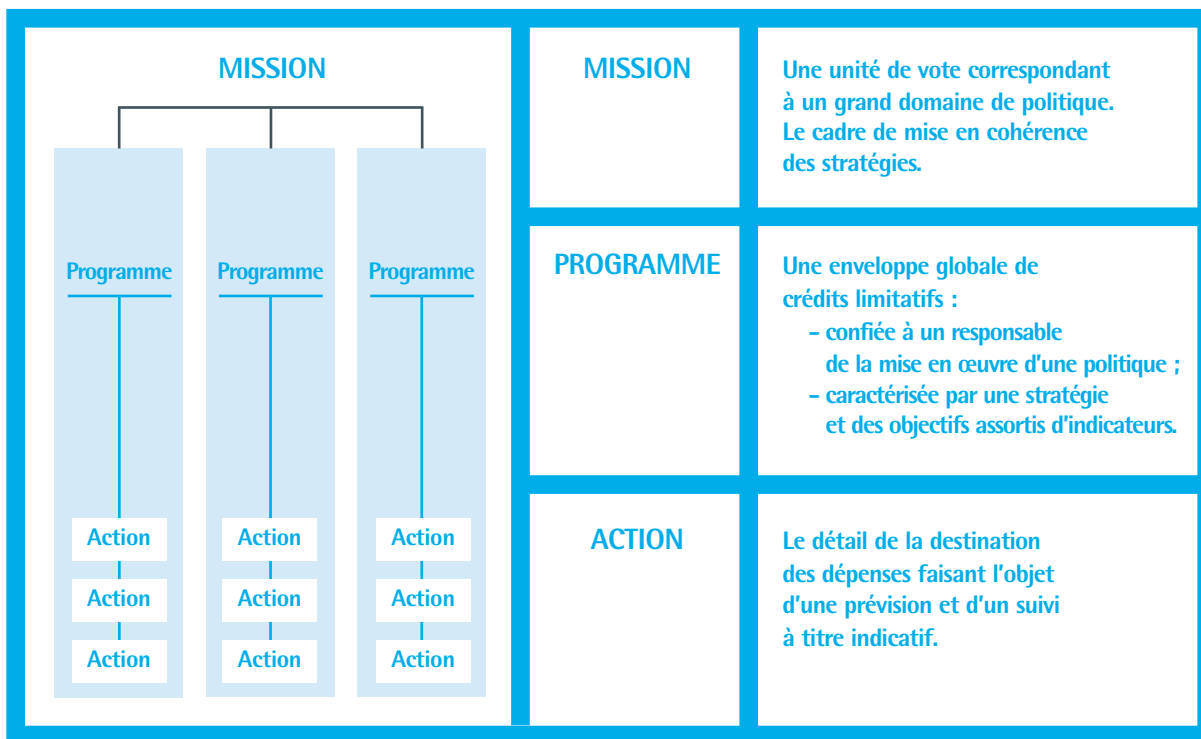 MISSION
Programme
Programme
Programme
Action
Action
Action
Action
Action
Action
Action
Action
Action
MISSION
Une unité de vote correspondant
à un grand domaine de politique.
Le cadre de mise en cohérence
des stratégies.
PROGRAMME
Une enveloppe globale de
crédits limitatifs :
– confiée à un responsable
de la mise en œuvre d'une politique ;
– caractérisée par une stratégie
et des objectifs assortis d'indicateurs.
ACTION
Le détail de la destination
des dépenses faisant l'objet
d'une prévision et d'un suivi
à titre indicatif.